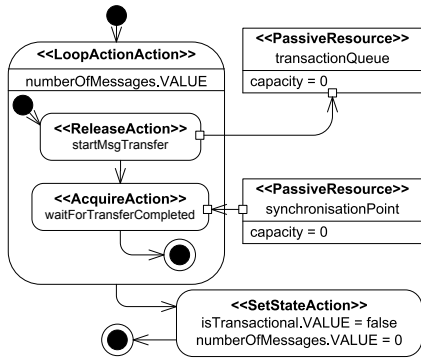 <<LoopActionAction>>
numberOfMessages.VALUE
<<ReleaseAction>>
startMsgTransfer
<<AcquireAction>>
waitForTransferCompleted
<<PassiveResource>>
transactionQueue
capacity = 0
<<PassiveResource>>
synchronisationPoint
capacity = 0
<<SetStateAction>>
isTransactional.VALUE = false
numberOfMessages.VALUE = 0